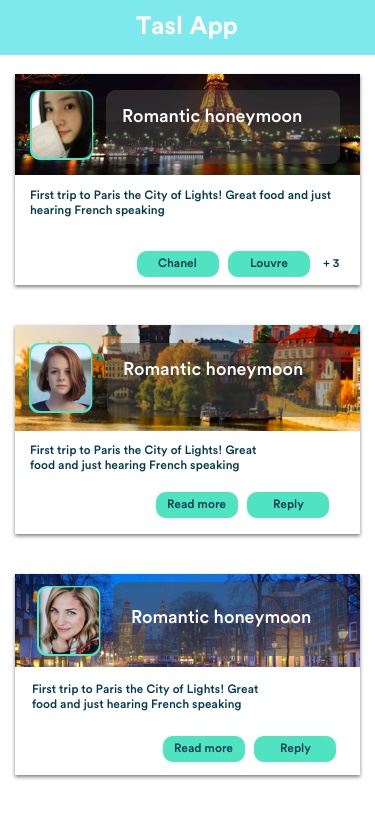 Tasl App
Romantic honeymoon
First trip to Paris the City of Lights! Great food and just
hearing French speaking
Chanel
Louvre
+ 3
Romantic honeymoon
First trip to Paris the City of Lights! Great
food and just hearing French speaking
Read more
Reply
Romantic honeymoon
First trip to Paris the City of Lights! Great
food and just hearing French speaking
Read more
Reply